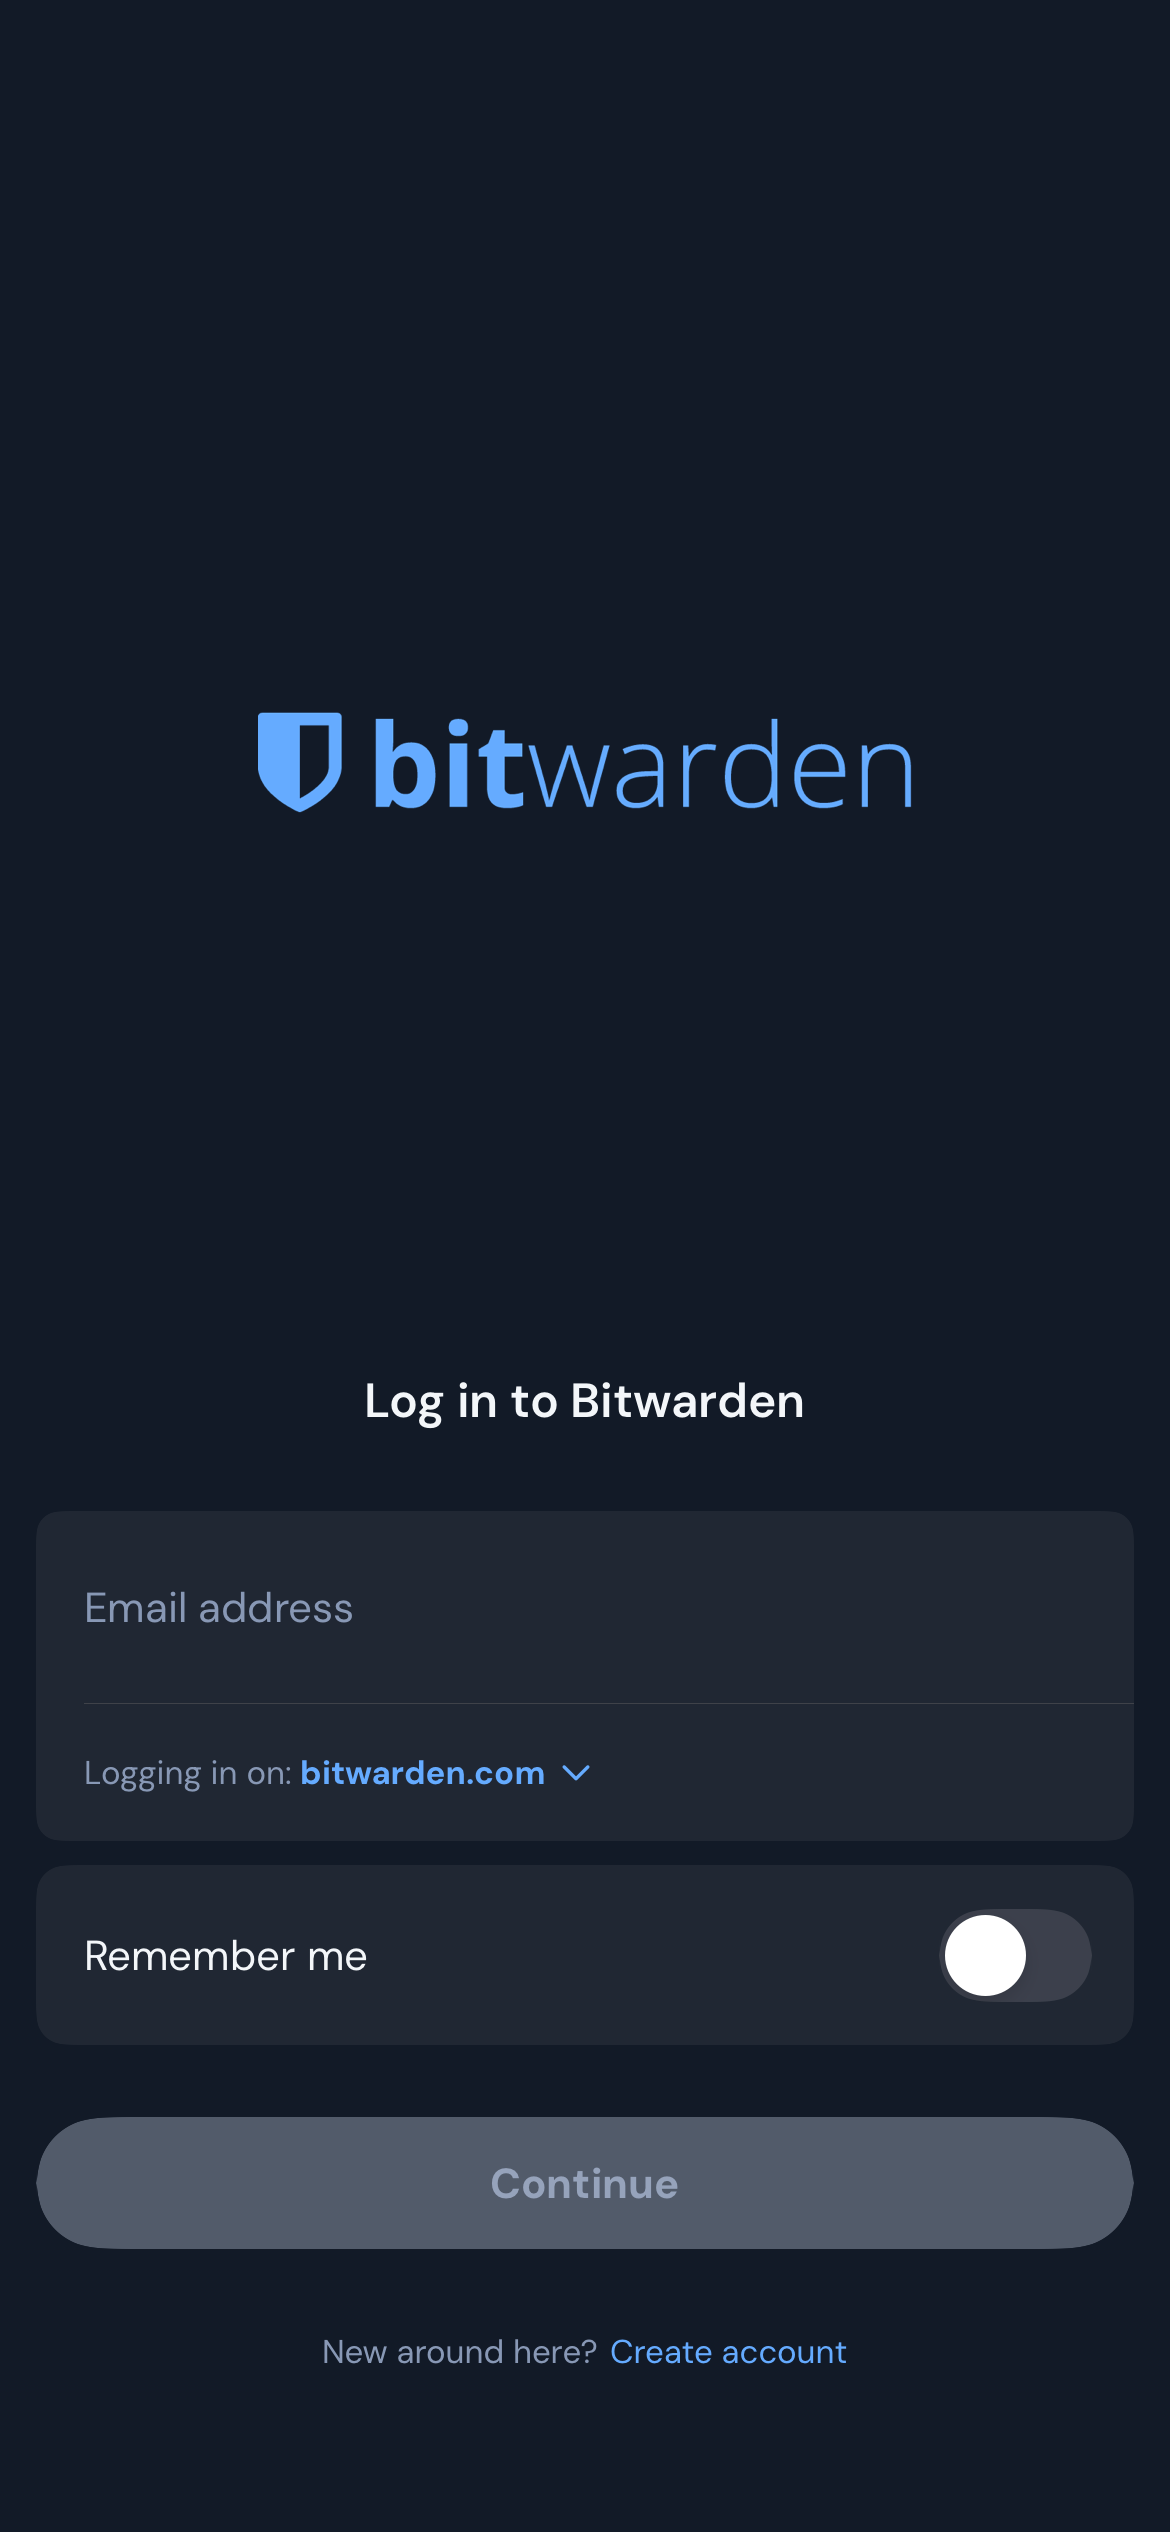 bitwarden
Log in to Bitwarden
Email address
Logging in on: bitwarden.com
Remember me
Continue
New around here? Create account